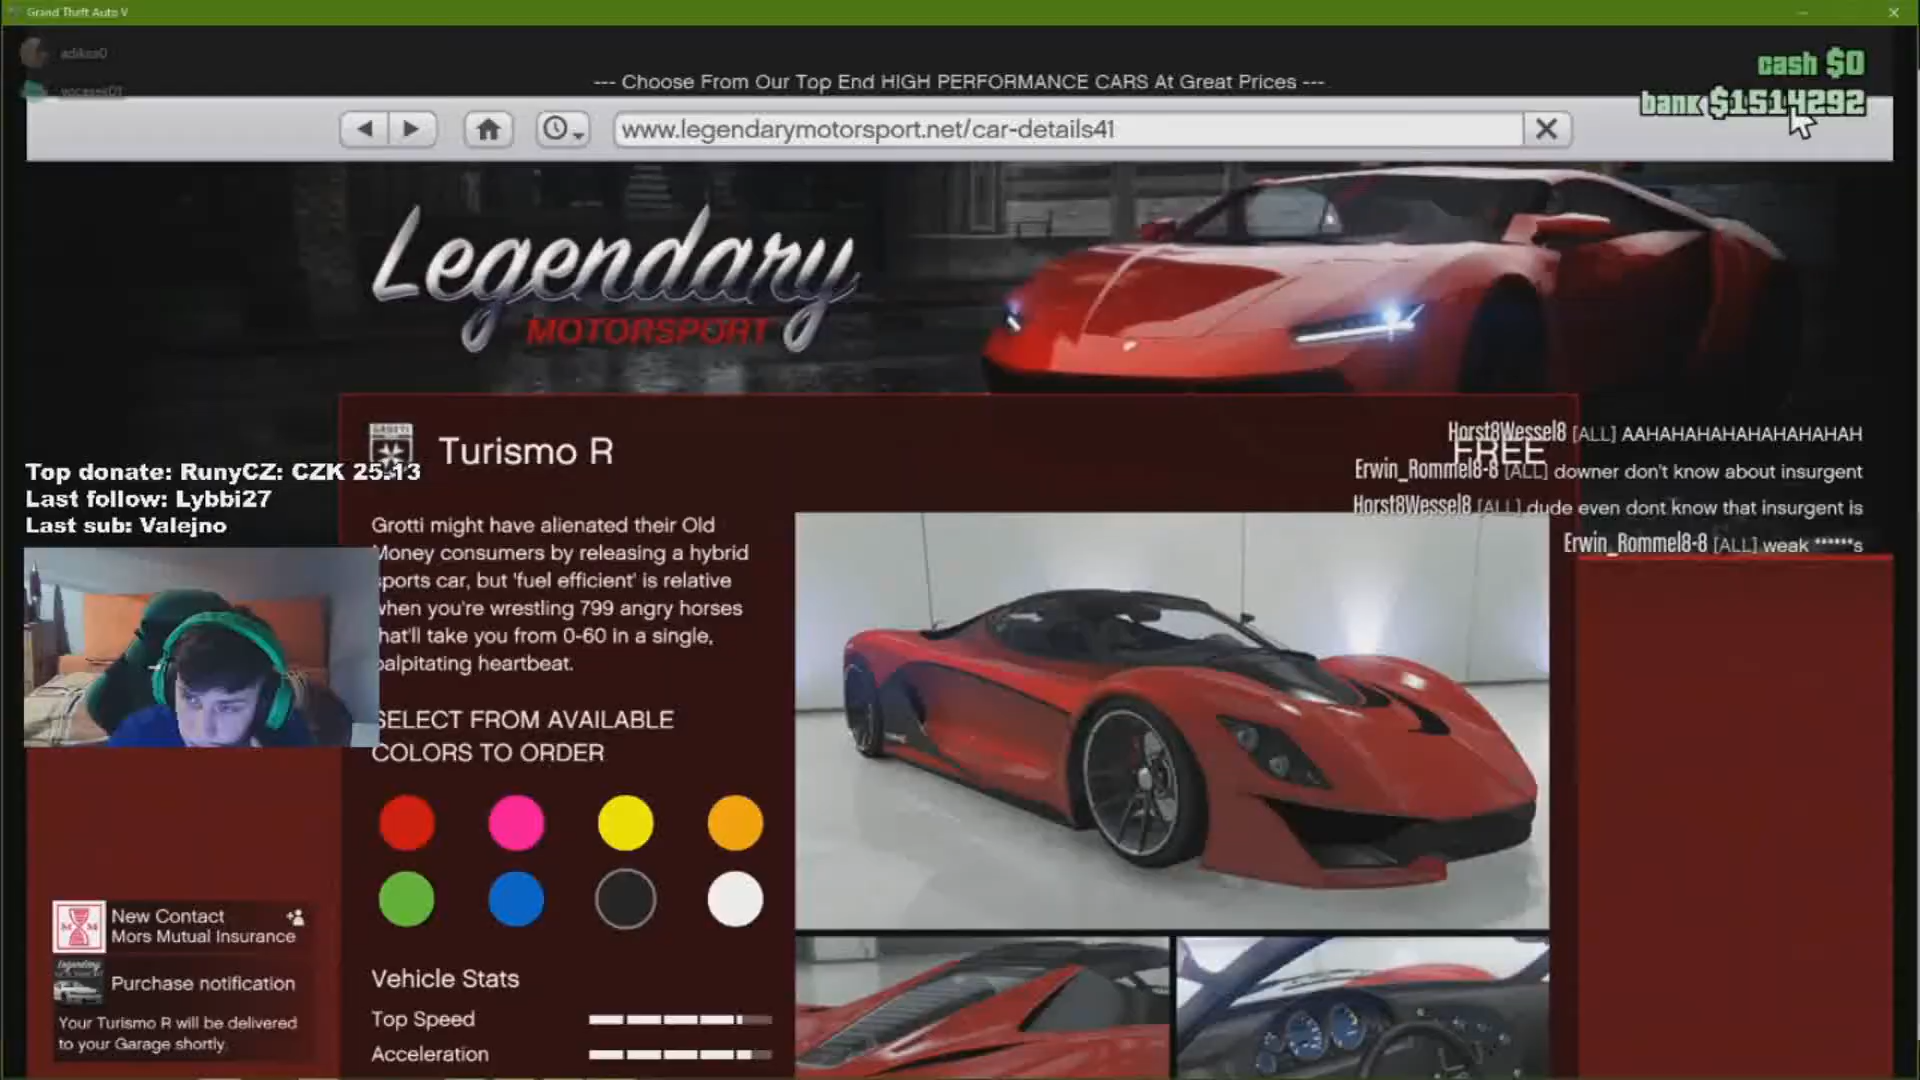 Grand Theft Auto V
adikso0
vocasek01
cash $0
bank $1514292
--- Choose From Our Top End HIGH PERFORMANCE CARS At Great Prices ---
www.legendarymotorsport.net/car-details41
Legendary
MOTORSPORT
Turismo R
FREE
Horst8Wessel8 [ALL] AAHAHAHAHAHAHAHAH
Erwin_Rommel8-8 [ALL] downer don't know about insurgent
Horst8Wessel8 [ALL] dude even dont know that insurgent is
Erwin_Rommel8-8 [ALL] weak ******s
Top donate: RunyCZ: CZK 25.13
Last follow: Lybbi27
Last sub: Valejno
Grotti might have alienated their Old
Money consumers by releasing a hybrid
sports car, but 'fuel efficient' is relative
when you're wrestling 799 angry horses
that'll take you from 0-60 in a single,
palpitating heartbeat.
SELECT FROM AVAILABLE
COLORS TO ORDER
Vehicle Stats
Top Speed
Acceleration
New Contact
Mors Mutual Insurance
Legendary
Purchase notification
Your Turismo R will be delivered
to your Garage shortly.